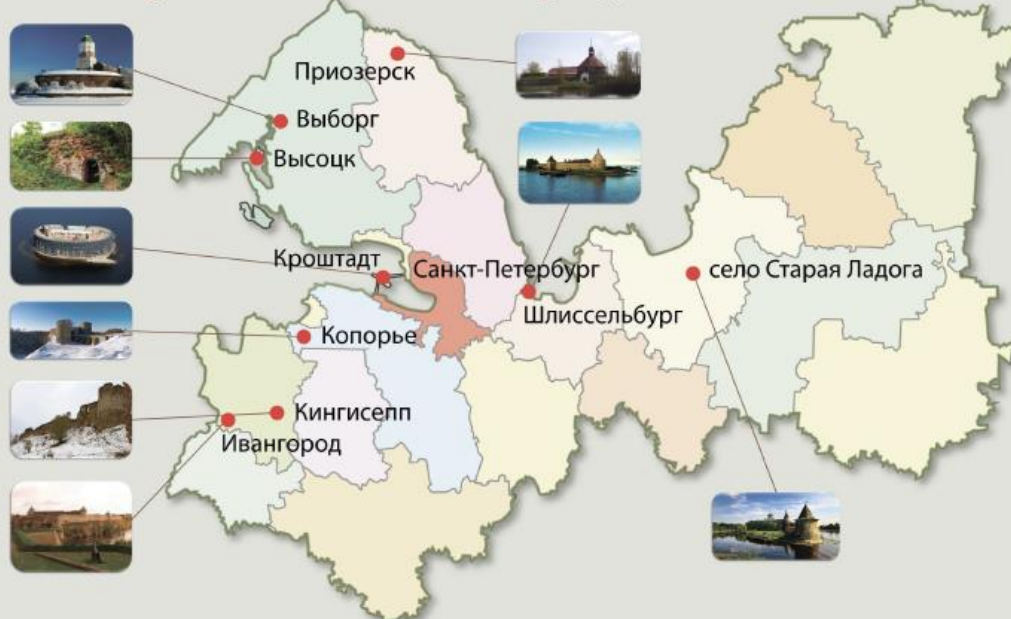 Приозерск
Выборг
Высоцк
Кроштадт
Санкт-Петербург
село Старая Ладога
Шлиссельбург
Копорье
Кингисепп
Ивангород